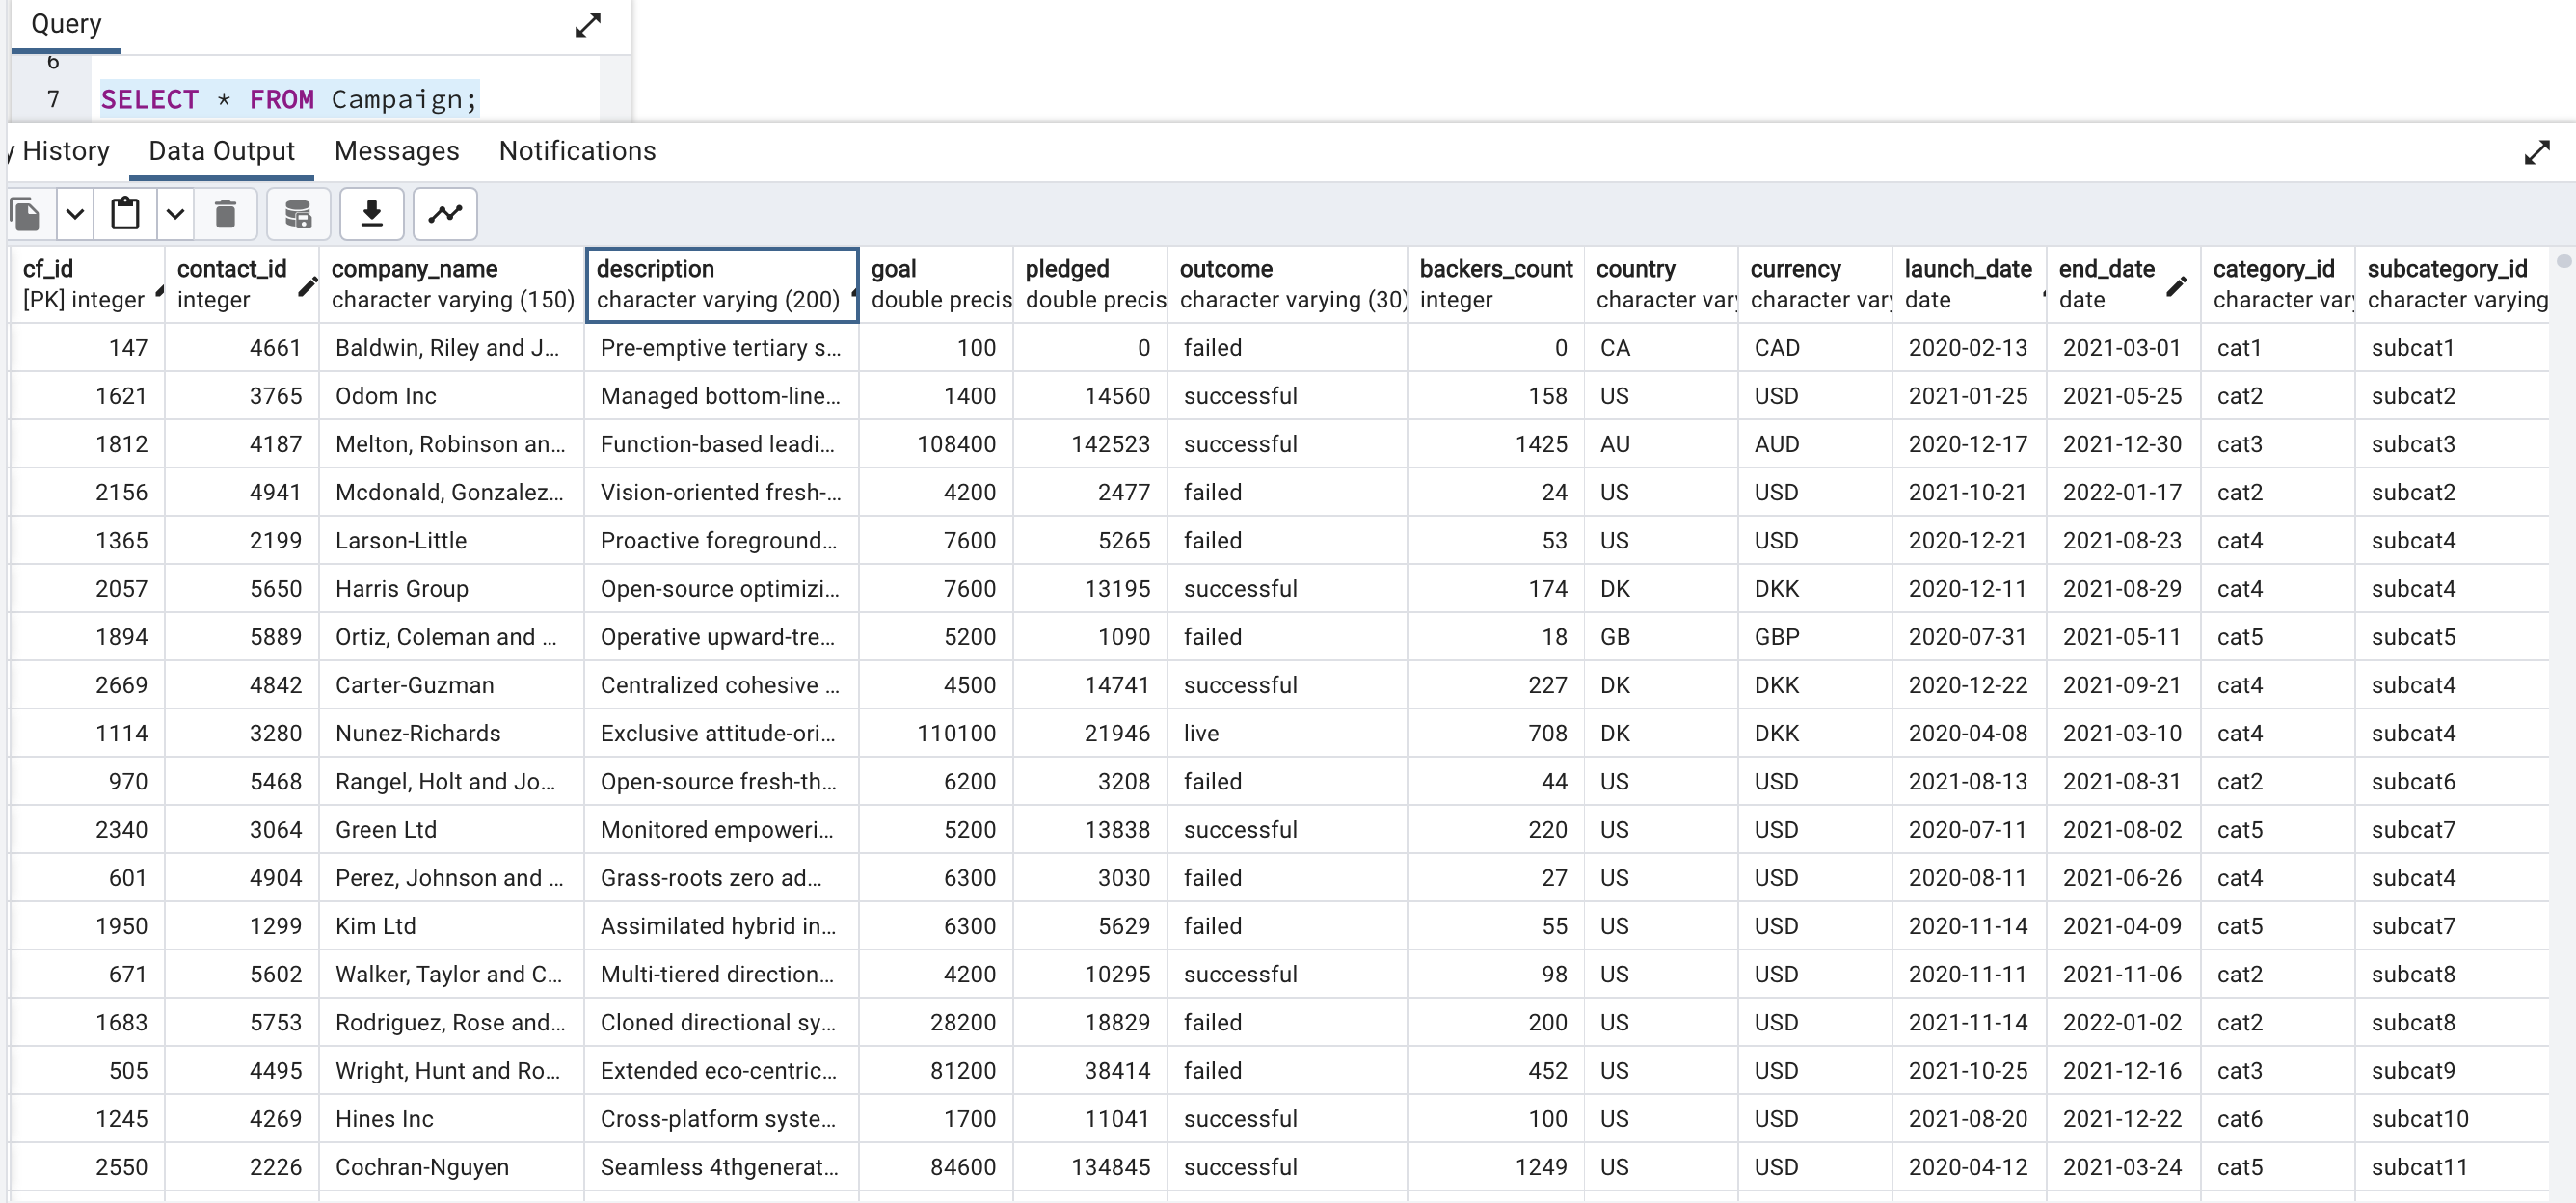 Query
6
7 SELECT * FROM Campaign;
y History Data Output Messages Notifications
cf_id contact_id company_name description goal pledged outcome backers_count country currency launch_date end_date category_id subcategory_id
[PK] integer integer character varying (150) character varying (200) double precis double precis character varying (30) integer character var character var date date character var character varying
147 4661 Baldwin, Riley and J... Pre-emptive tertiary s... 100 0 failed 0 CA CAD 2020-02-13 2021-03-01 cat1 subcat1
1621 3765 Odom Inc Managed bottom-line... 1400 14560 successful 158 US USD 2021-01-25 2021-05-25 cat2 subcat2
1812 4187 Melton, Robinson an... Function-based leadi... 108400 142523 successful 1425 AU AUD 2020-12-17 2021-12-30 cat3 subcat3
2156 4941 Mcdonald, Gonzalez... Vision-oriented fresh-... 4200 2477 failed 24 US USD 2021-10-21 2022-01-17 cat2 subcat2
1365 2199 Larson-Little Proactive foreground... 7600 5265 failed 53 US USD 2020-12-21 2021-08-23 cat4 subcat4
2057 5650 Harris Group Open-source optimizi... 7600 13195 successful 174 DK DKK 2020-12-11 2021-08-29 cat4 subcat4
1894 5889 Ortiz, Coleman and ... Operative upward-tre... 5200 1090 failed 18 GB GBP 2020-07-31 2021-05-11 cat5 subcat5
2669 4842 Carter-Guzman Centralized cohesive ... 4500 14741 successful 227 DK DKK 2020-12-22 2021-09-21 cat4 subcat4
1114 3280 Nunez-Richards Exclusive attitude-ori... 110100 21946 live 708 DK DKK 2020-04-08 2021-03-10 cat4 subcat4
970 5468 Rangel, Holt and Jo... Open-source fresh-th... 6200 3208 failed 44 US USD 2021-08-13 2021-08-31 cat2 subcat6
2340 3064 Green Ltd Monitored empoweri... 5200 13838 successful 220 US USD 2020-07-11 2021-08-02 cat5 subcat7
601 4904 Perez, Johnson and ... Grass-roots zero ad... 6300 3030 failed 27 US USD 2020-08-11 2021-06-26 cat4 subcat4
1950 1299 Kim Ltd Assimilated hybrid in... 6300 5629 failed 55 US USD 2020-11-14 2021-04-09 cat5 subcat7
671 5602 Walker, Taylor and C... Multi-tiered direction... 4200 10295 successful 98 US USD 2020-11-11 2021-11-06 cat2 subcat8
1683 5753 Rodriguez, Rose and... Cloned directional sy... 28200 18829 failed 200 US USD 2021-11-14 2022-01-02 cat2 subcat8
505 4495 Wright, Hunt and Ro... Extended eco-centric... 81200 38414 failed 452 US USD 2021-10-25 2021-12-16 cat3 subcat9
1245 4269 Hines Inc Cross-platform syste... 1700 11041 successful 100 US USD 2021-08-20 2021-12-22 cat6 subcat10
2550 2226 Cochran-Nguyen Seamless 4thgenerat... 84600 134845 successful 1249 US USD 2020-04-12 2021-03-24 cat5 subcat11